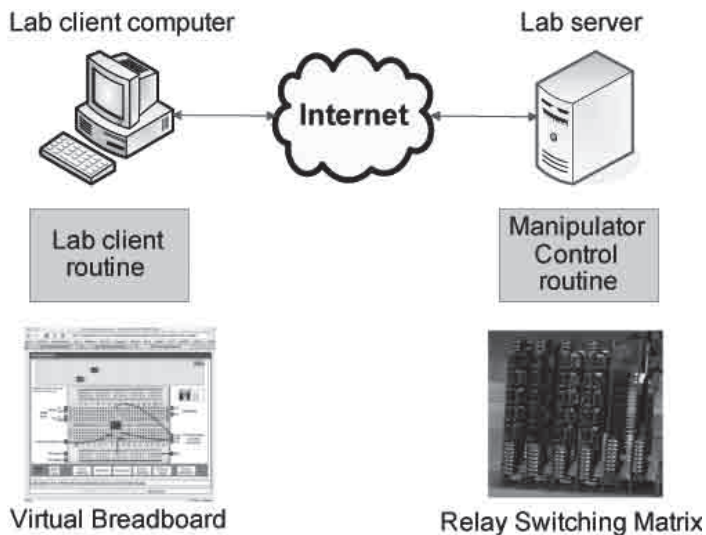 Lab client computer
Lab server
Internet
Lab client
routine
Manipulator
Control
routine
Virtual Breadboard
Relay Switching Matrix